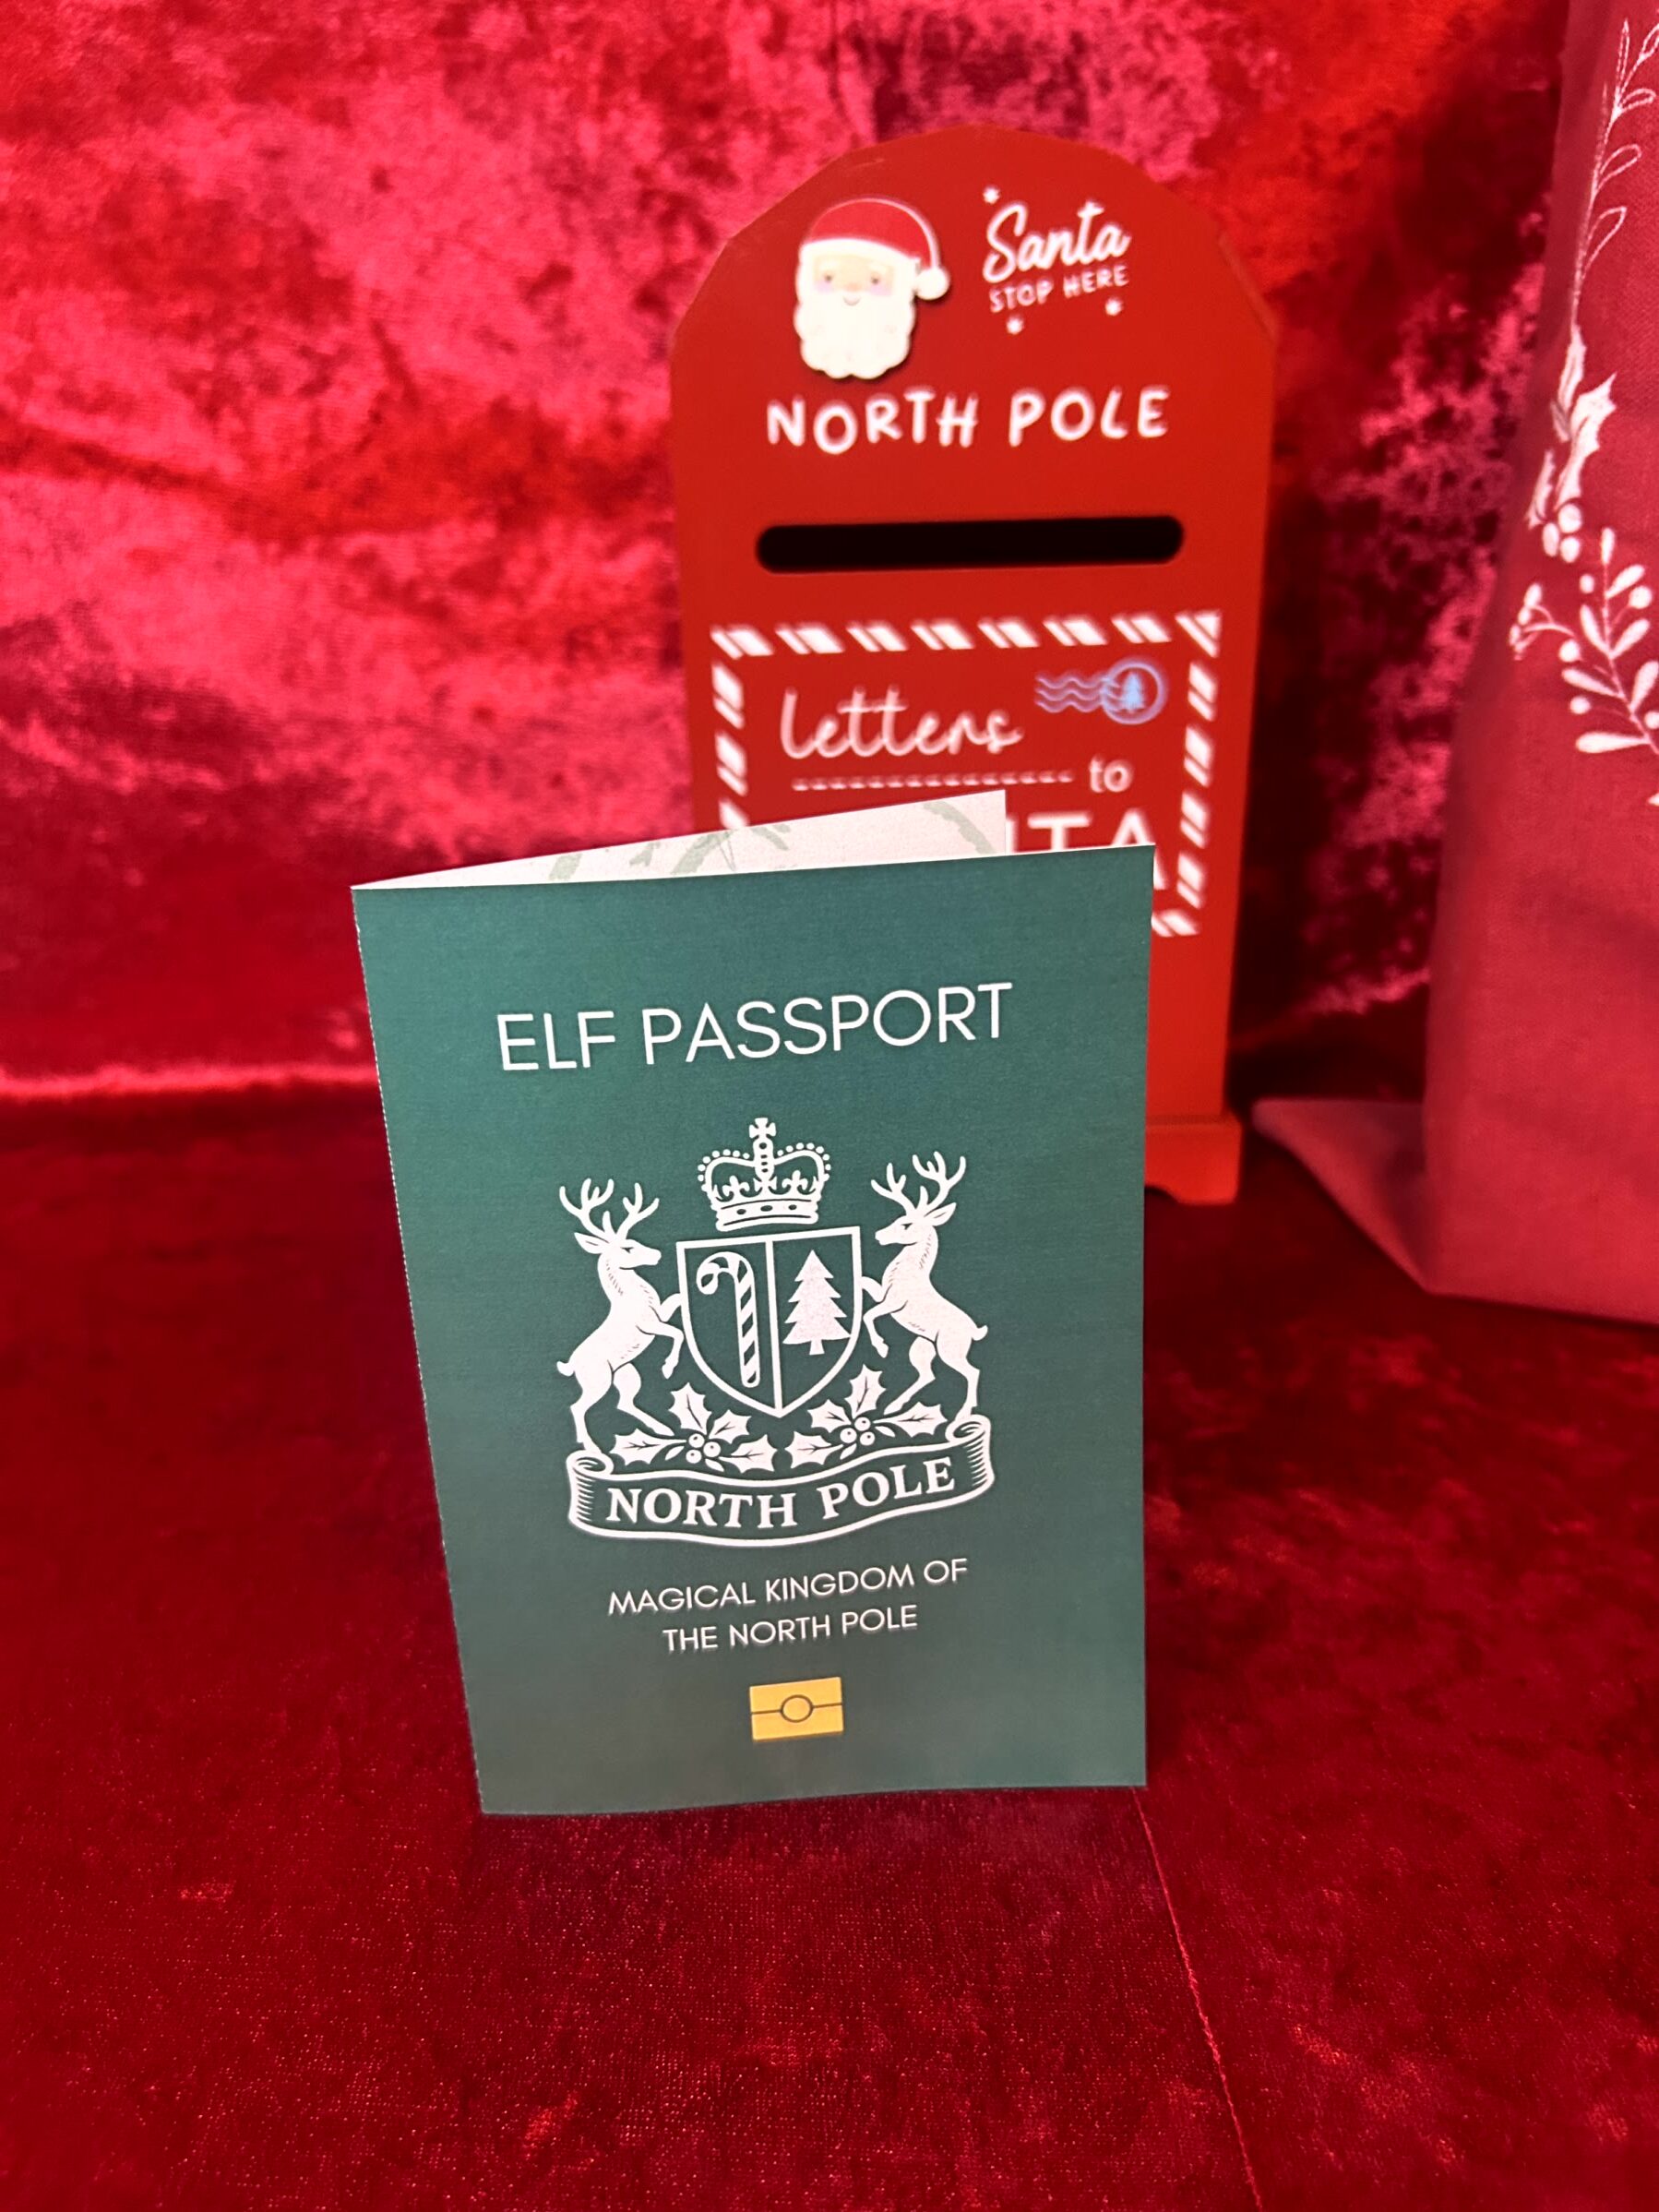 Santa
STOP HERE
NORTH POLE
letters
to
ELF PASSPORT
NORTH POLE
MAGICAL KINGDOM OF
THE NORTH POLE